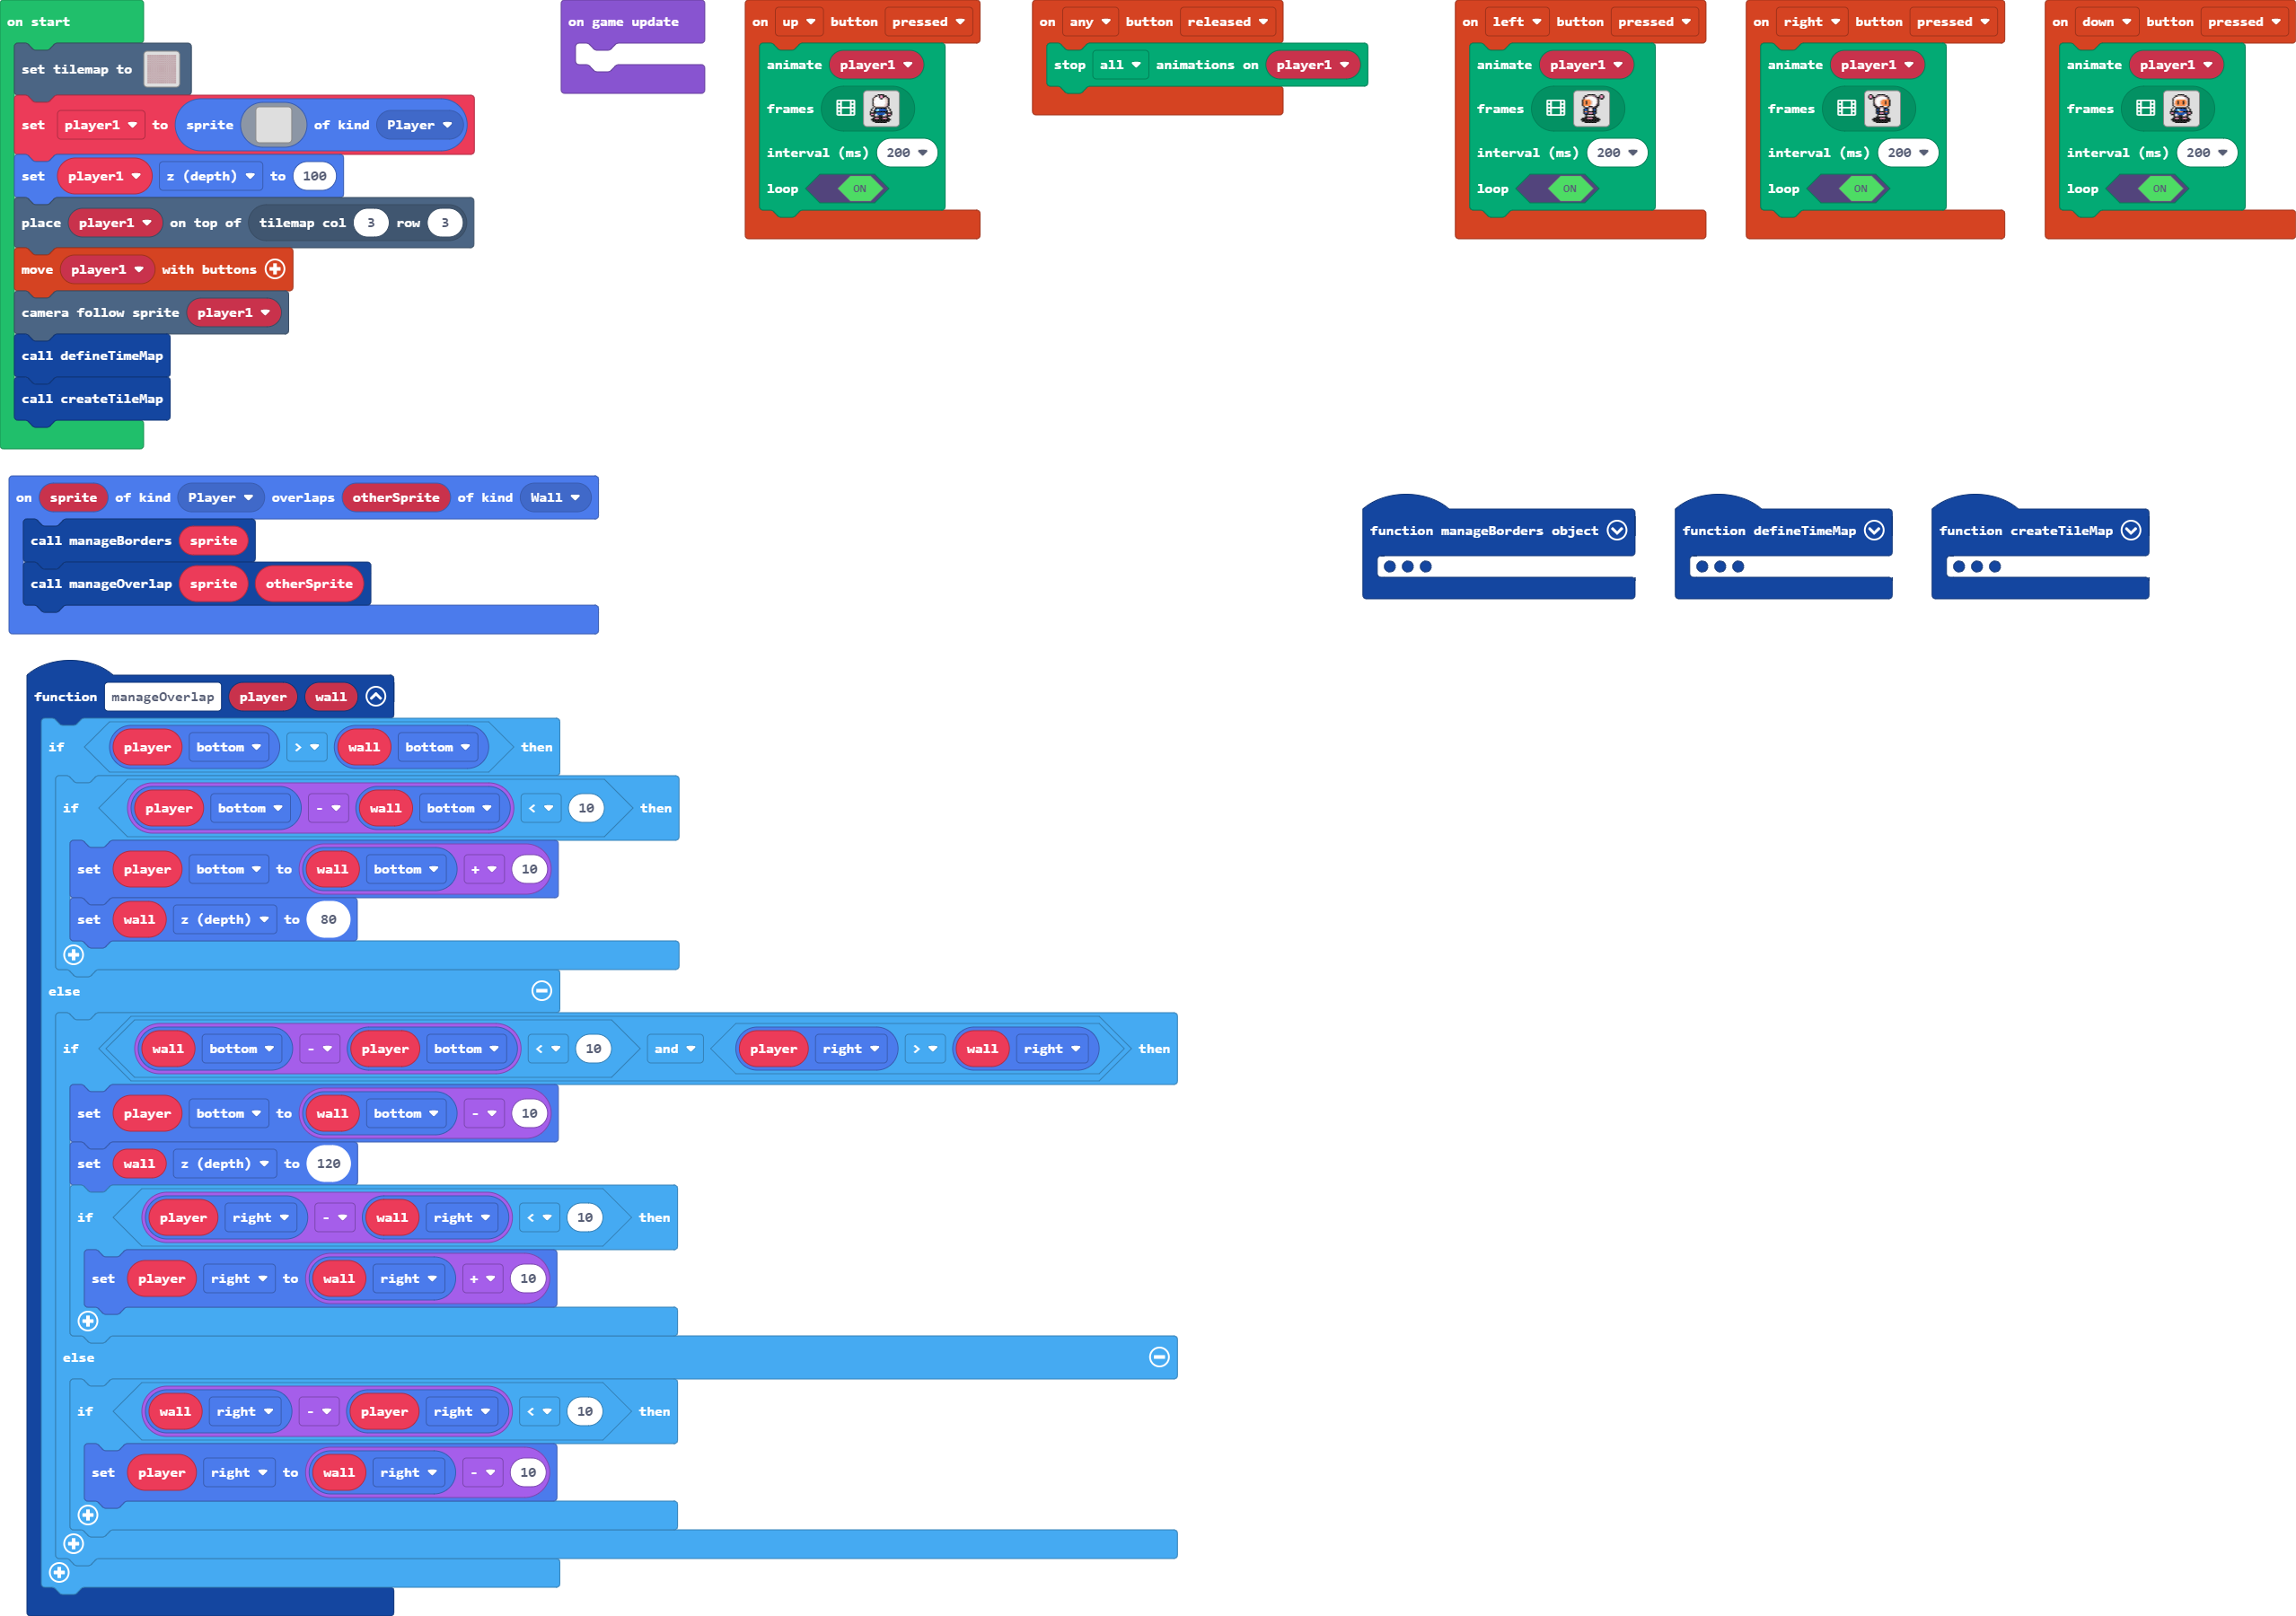 on start
set tilemap to
set player1 to sprite of kind Player
set player1 z (depth) to 100
place player1 on top of tilemap col 3 row 3
move player1 with buttons
camera follow sprite player1
call defineTimeMap
call createTileMap
on game update
on up button pressed
animate player1
frames
interval (ms) 200
loop ON
on any button released
stop all animations on player1
on left button pressed
animate player1
frames
interval (ms) 200
loop ON
on right button pressed
animate player1
frames
interval (ms) 200
loop ON
on down button pressed
animate player1
frames
interval (ms) 200
loop ON
on sprite of kind Player overlaps otherSprite of kind Wall
call manageBorders sprite
call manageOverlap sprite otherSprite
function manageBorders object
function defineTimeMap
function createTileMap
function manageOverlap player wall
if player bottom > wall bottom then
if player bottom - wall bottom < 10 then
set player bottom to wall bottom + 10
set wall z (depth) to 80
else
if wall bottom - player bottom < 10 and player right > wall right then
set player bottom to wall bottom - 10
set wall z (depth) to 120
if player right - wall right < 10 then
set player right to wall right + 10
else
if wall right - player right < 10 then
set player right to wall right - 10